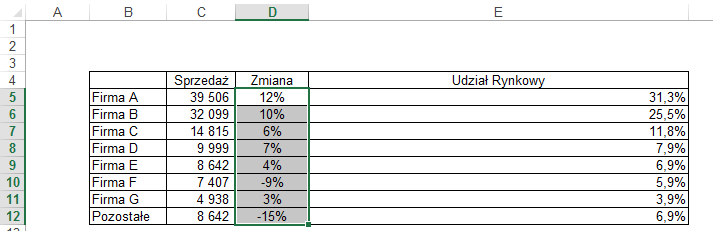 A B C D E
1
2
3
4 Sprzedaż Zmiana Udział Rynkowy
5 Firma A 39 506 12% 31,3%
6 Firma B 32 099 10% 25,5%
7 Firma C 14 815 6% 11,8%
8 Firma D 9 999 7% 7,9%
9 Firma E 8 642 4% 6,9%
10 Firma F 7 407 -9% 5,9%
11 Firma G 4 938 3% 3,9%
12 Pozostałe 8 642 -15% 6,9%